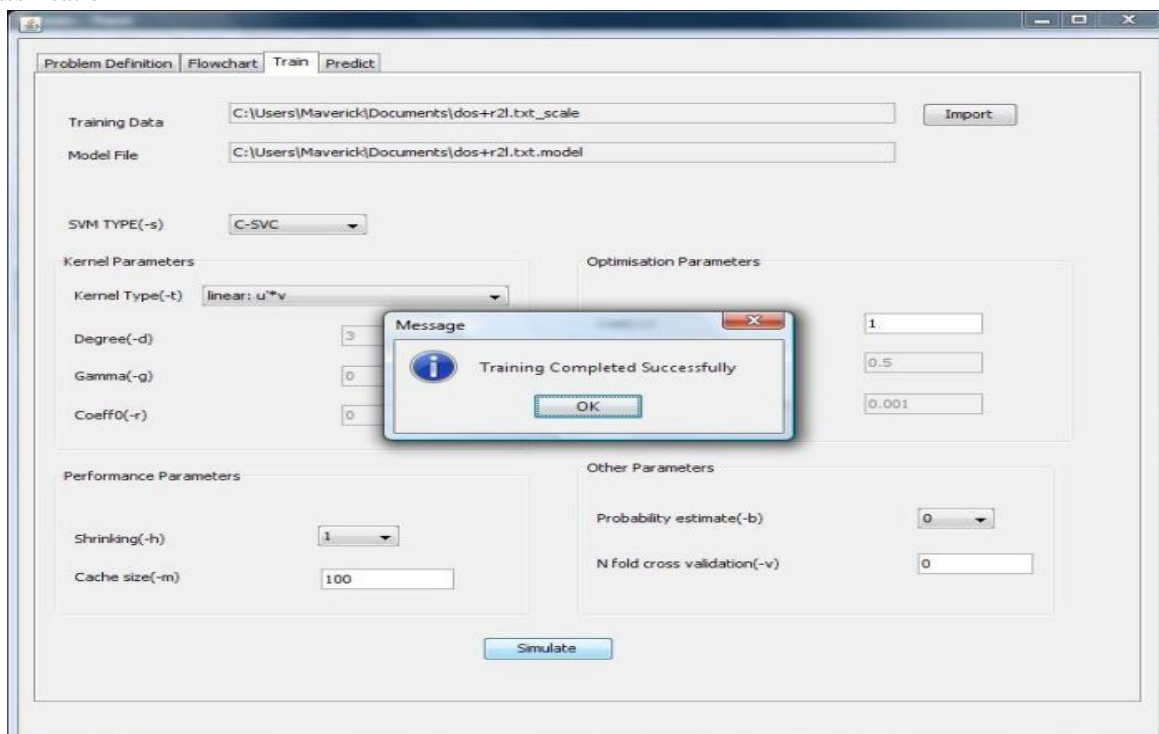 Problem Definition Flowchart Train Predict
Training Data C:\Users\Maverick\Documents\dos+r2l.txt_scale Import
Model File C:\Users\Maverick\Documents\dos+r2l.txt.model
SVM TYPE(-s) C-SVC
Kernel Parameters
Kernel Type(-t) linear: u'*v
Degree(-d) 3
Gamma(-g) 0
Coeff0(-r) 0
Optimisation Parameters
1
0.5
0.001
Message
Training Completed Successfully
OK
Performance Parameters
Shrinking(-h) 1
Cache size(-m) 100
Other Parameters
Probability estimate(-b) 0
N fold cross validation(-v) 0
Simulate